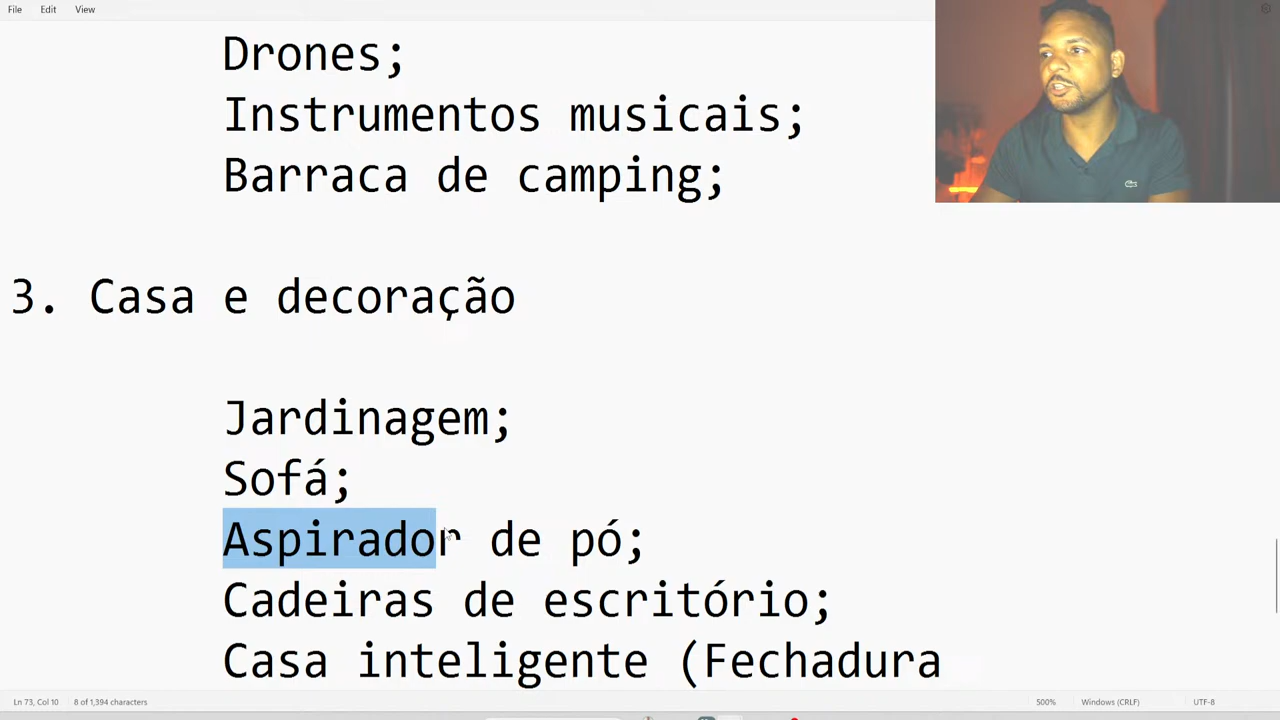 File Edit View
Drones;
Instrumentos musicais;
Barraca de camping;
3. Casa e decoração
Jardinagem;
Sofá;
Aspirador de pó;
Cadeiras de escritório;
Casa inteligente (Fechadura
Ln 73, Col 10 8 of 1,394 characters 500% Windows (CRLF) UTF-8